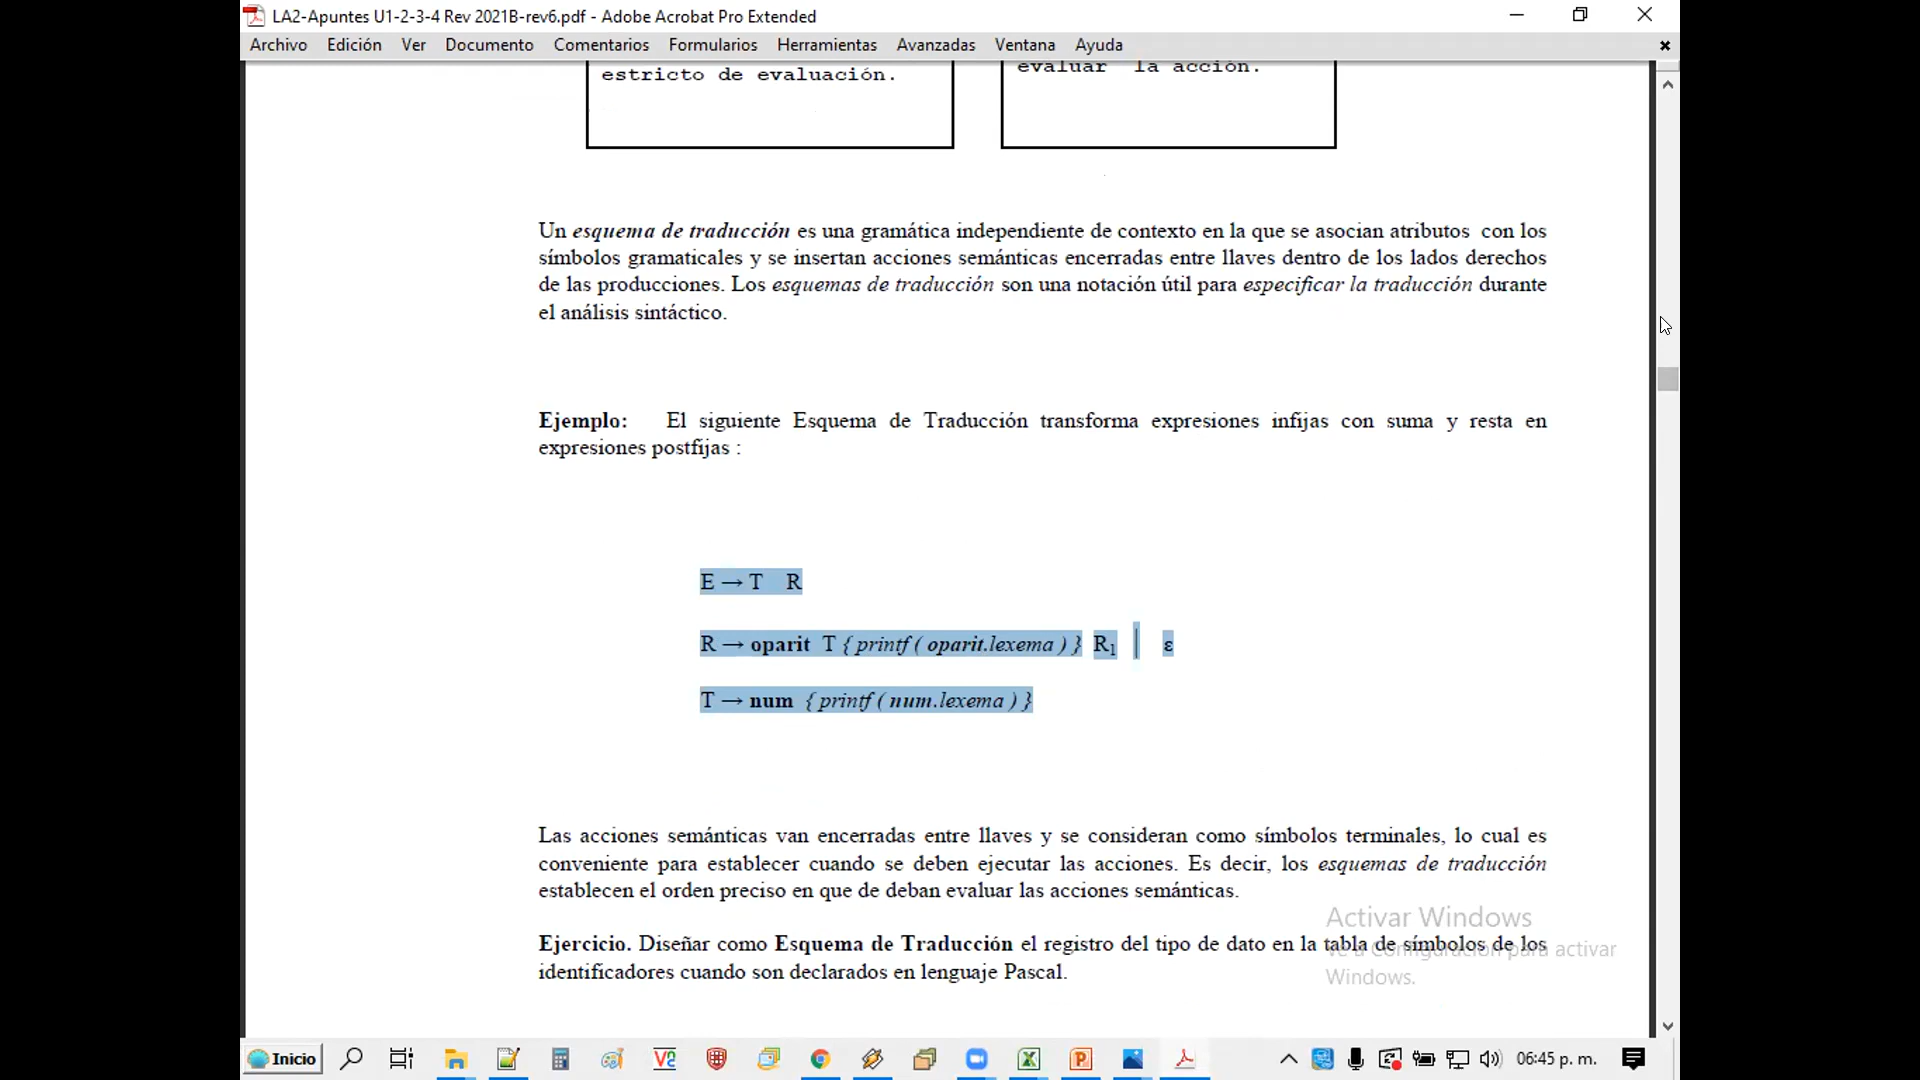 LA2-Apuntes U1-2-3-4 Rev 2021B-rev6.pdf - Adobe Acrobat Pro Extended
Archivo Edición Ver Documento Comentarios Formularios Herramientas Avanzadas Ventana Ayuda
estricto de evaluación.
evaluar la acción.
Un esquema de traducción es una gramática independiente de contexto en la que se asocian atributos con los
símbolos gramaticales y se insertan acciones semánticas encerradas entre llaves dentro de los lados derechos
de las producciones. Los esquemas de traducción son una notación útil para especificar la traducción durante
el análisis sintáctico.
Ejemplo: El siguiente Esquema de Traducción transforma expresiones infijas con suma y resta en
expresiones postfijas :
E → T R
R → oparit T { printf ( oparit.lexema ) } R1 | ε
T → num { printf ( num.lexema ) }
Las acciones semánticas van encerradas entre llaves y se consideran como símbolos terminales, lo cual es
conveniente para establecer cuando se deben ejecutar las acciones. Es decir, los esquemas de traducción
establecen el orden preciso en que de deban evaluar las acciones semánticas.
Ejercicio. Diseñar como Esquema de Traducción el registro del tipo de dato en la tabla de símbolos de los
identificadores cuando son declarados en lenguaje Pascal.
Activar Windows
Ve a Configuración para activar
Windows.
Inicio
06:45 p. m.